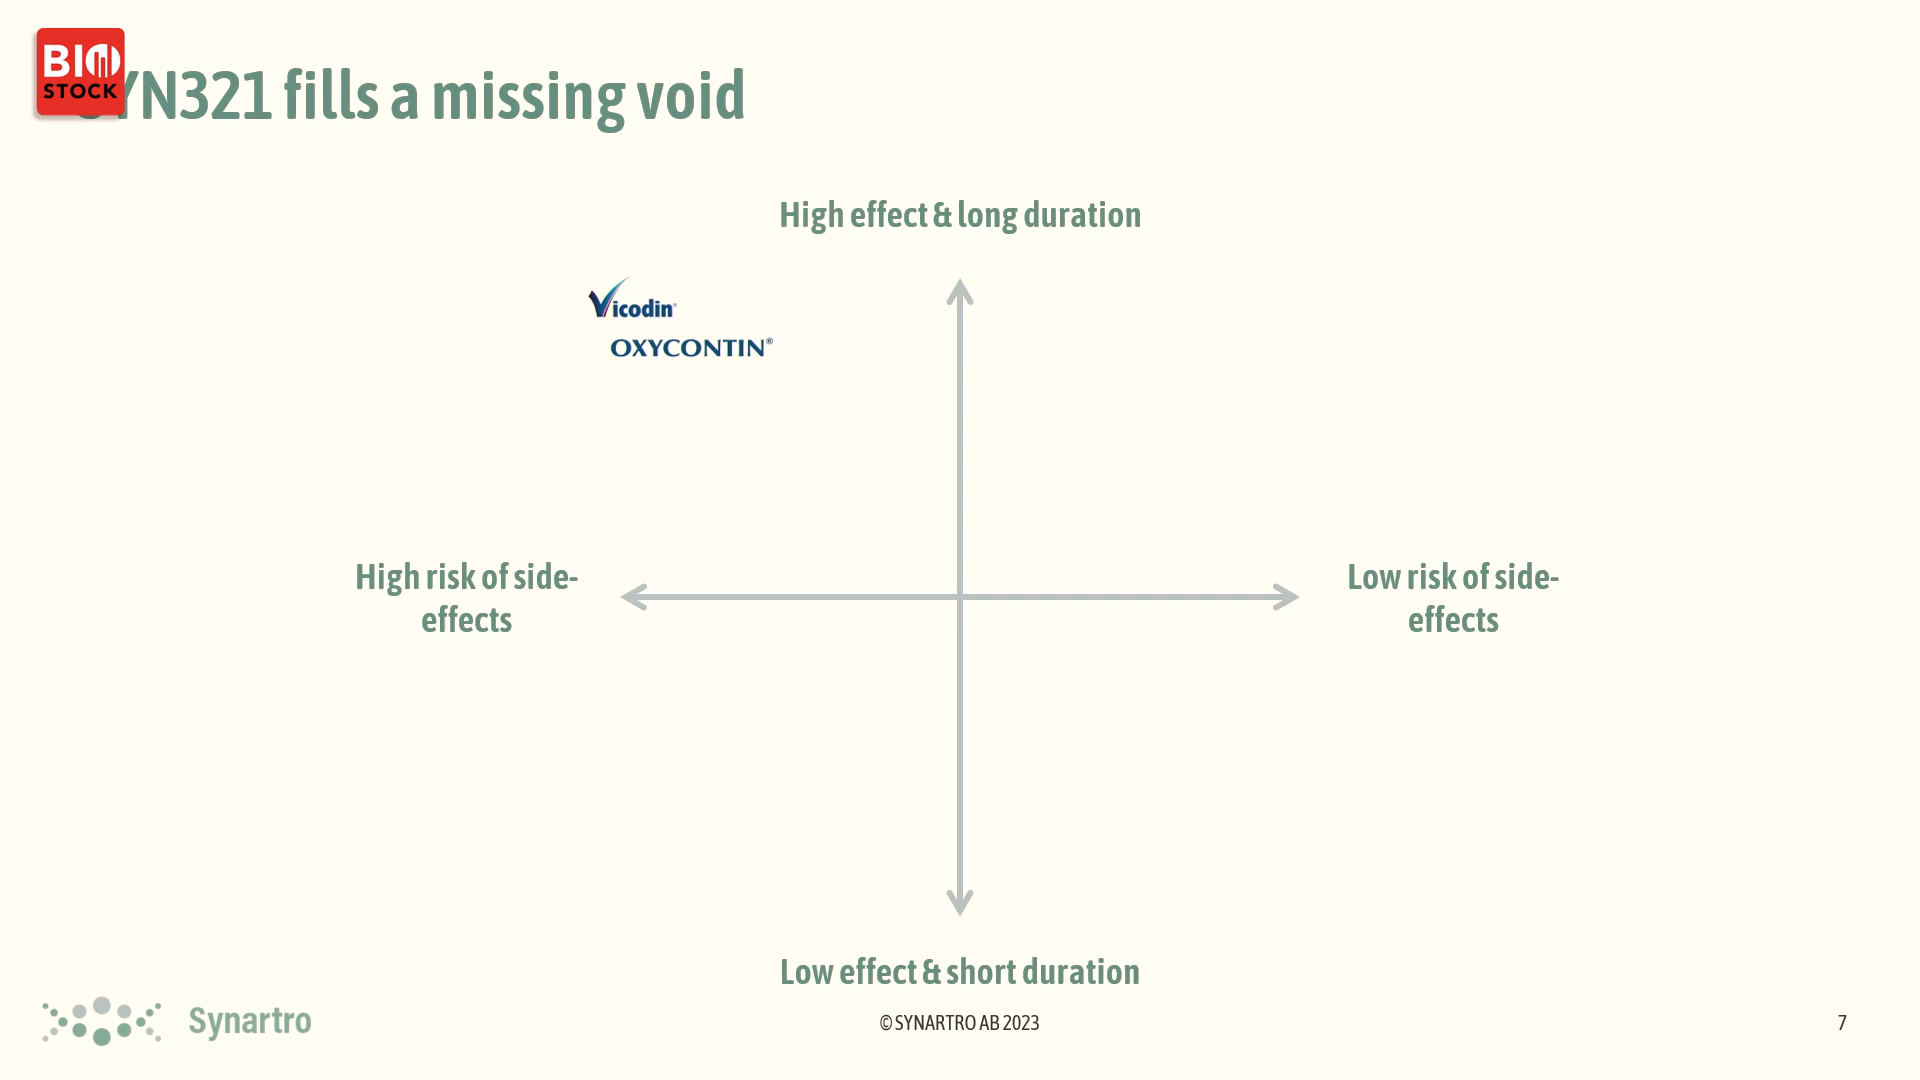 BIO
STOCK
SYN321 fills a missing void
High effect & long duration
Vicodin®
OXYCONTIN®
High risk of side-
effects
Low risk of side-
effects
Low effect & short duration
Synartro
© SYNARTRO AB 2023
7